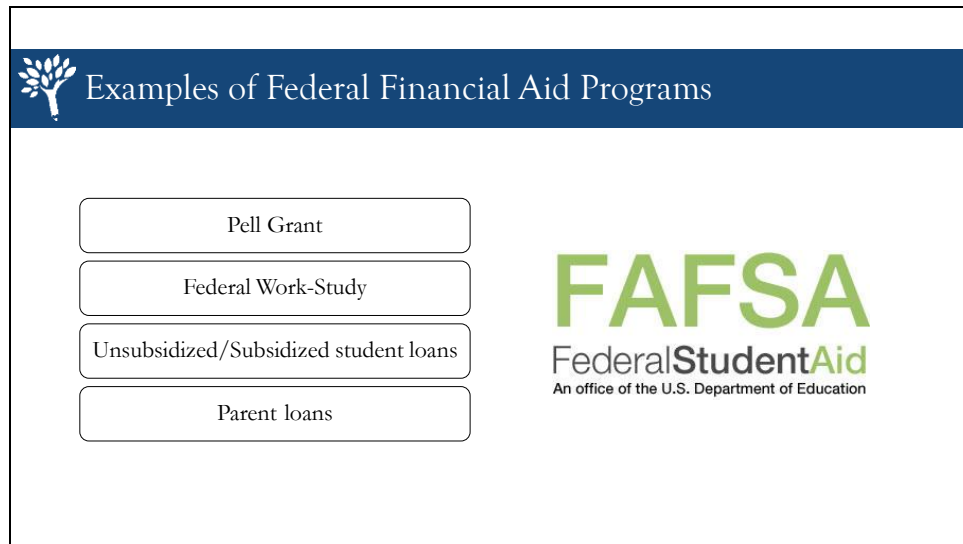 Examples of Federal Financial Aid Programs
Pell Grant
Federal Work-Study
Unsubsidized/Subsidized student loans
Parent loans
FAFSA
FederalStudentAid
An office of the U.S. Department of Education